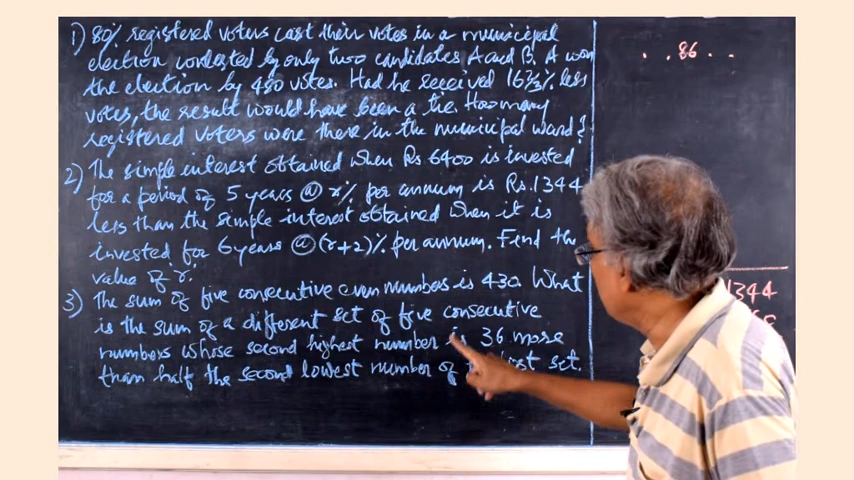 1) 80% registered voters cast their votes in a municipal
election contested by only two candidates A and B. A won
the election by 480 votes. Had he received 16⅔% less
votes, the result would have been a tie. How many
registered voters were there in the municipal ward?
2) The simple interest obtained when Rs 6400 is invested
for a period of 5 years @ r% per annum is Rs. 1344
less than the simple interest obtained when it is
invested for 6 years @ (r+2)% per annum. Find the
value of r.
3) The sum of five consecutive even numbers is 430. What
is the sum of a different set of five consecutive
numbers whose second highest number is 36 more
than half the second lowest number of first set.
. . 86 . .
1344